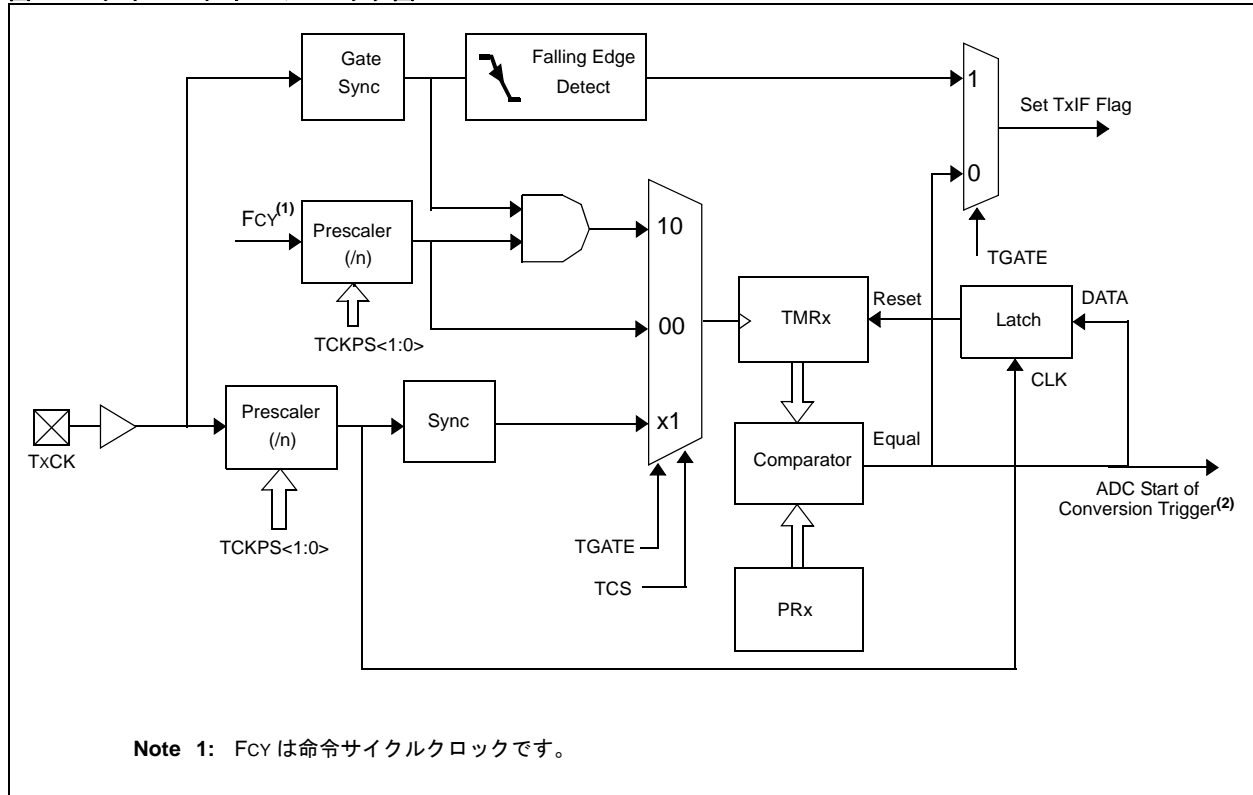 Gate
Sync
Falling Edge
Detect
1
Set TxIF Flag
0
TGATE
FCY(1)
Prescaler
(/n)
TCKPS<1:0>
10
00
x1
TMRx
Reset
Latch
DATA
CLK
TxCK
Prescaler
(/n)
TCKPS<1:0>
Sync
Comparator
Equal
ADC Start of
Conversion Trigger(2)
TGATE
TCS
PRx
Note 1: FCY は命令サイクルクロックです。